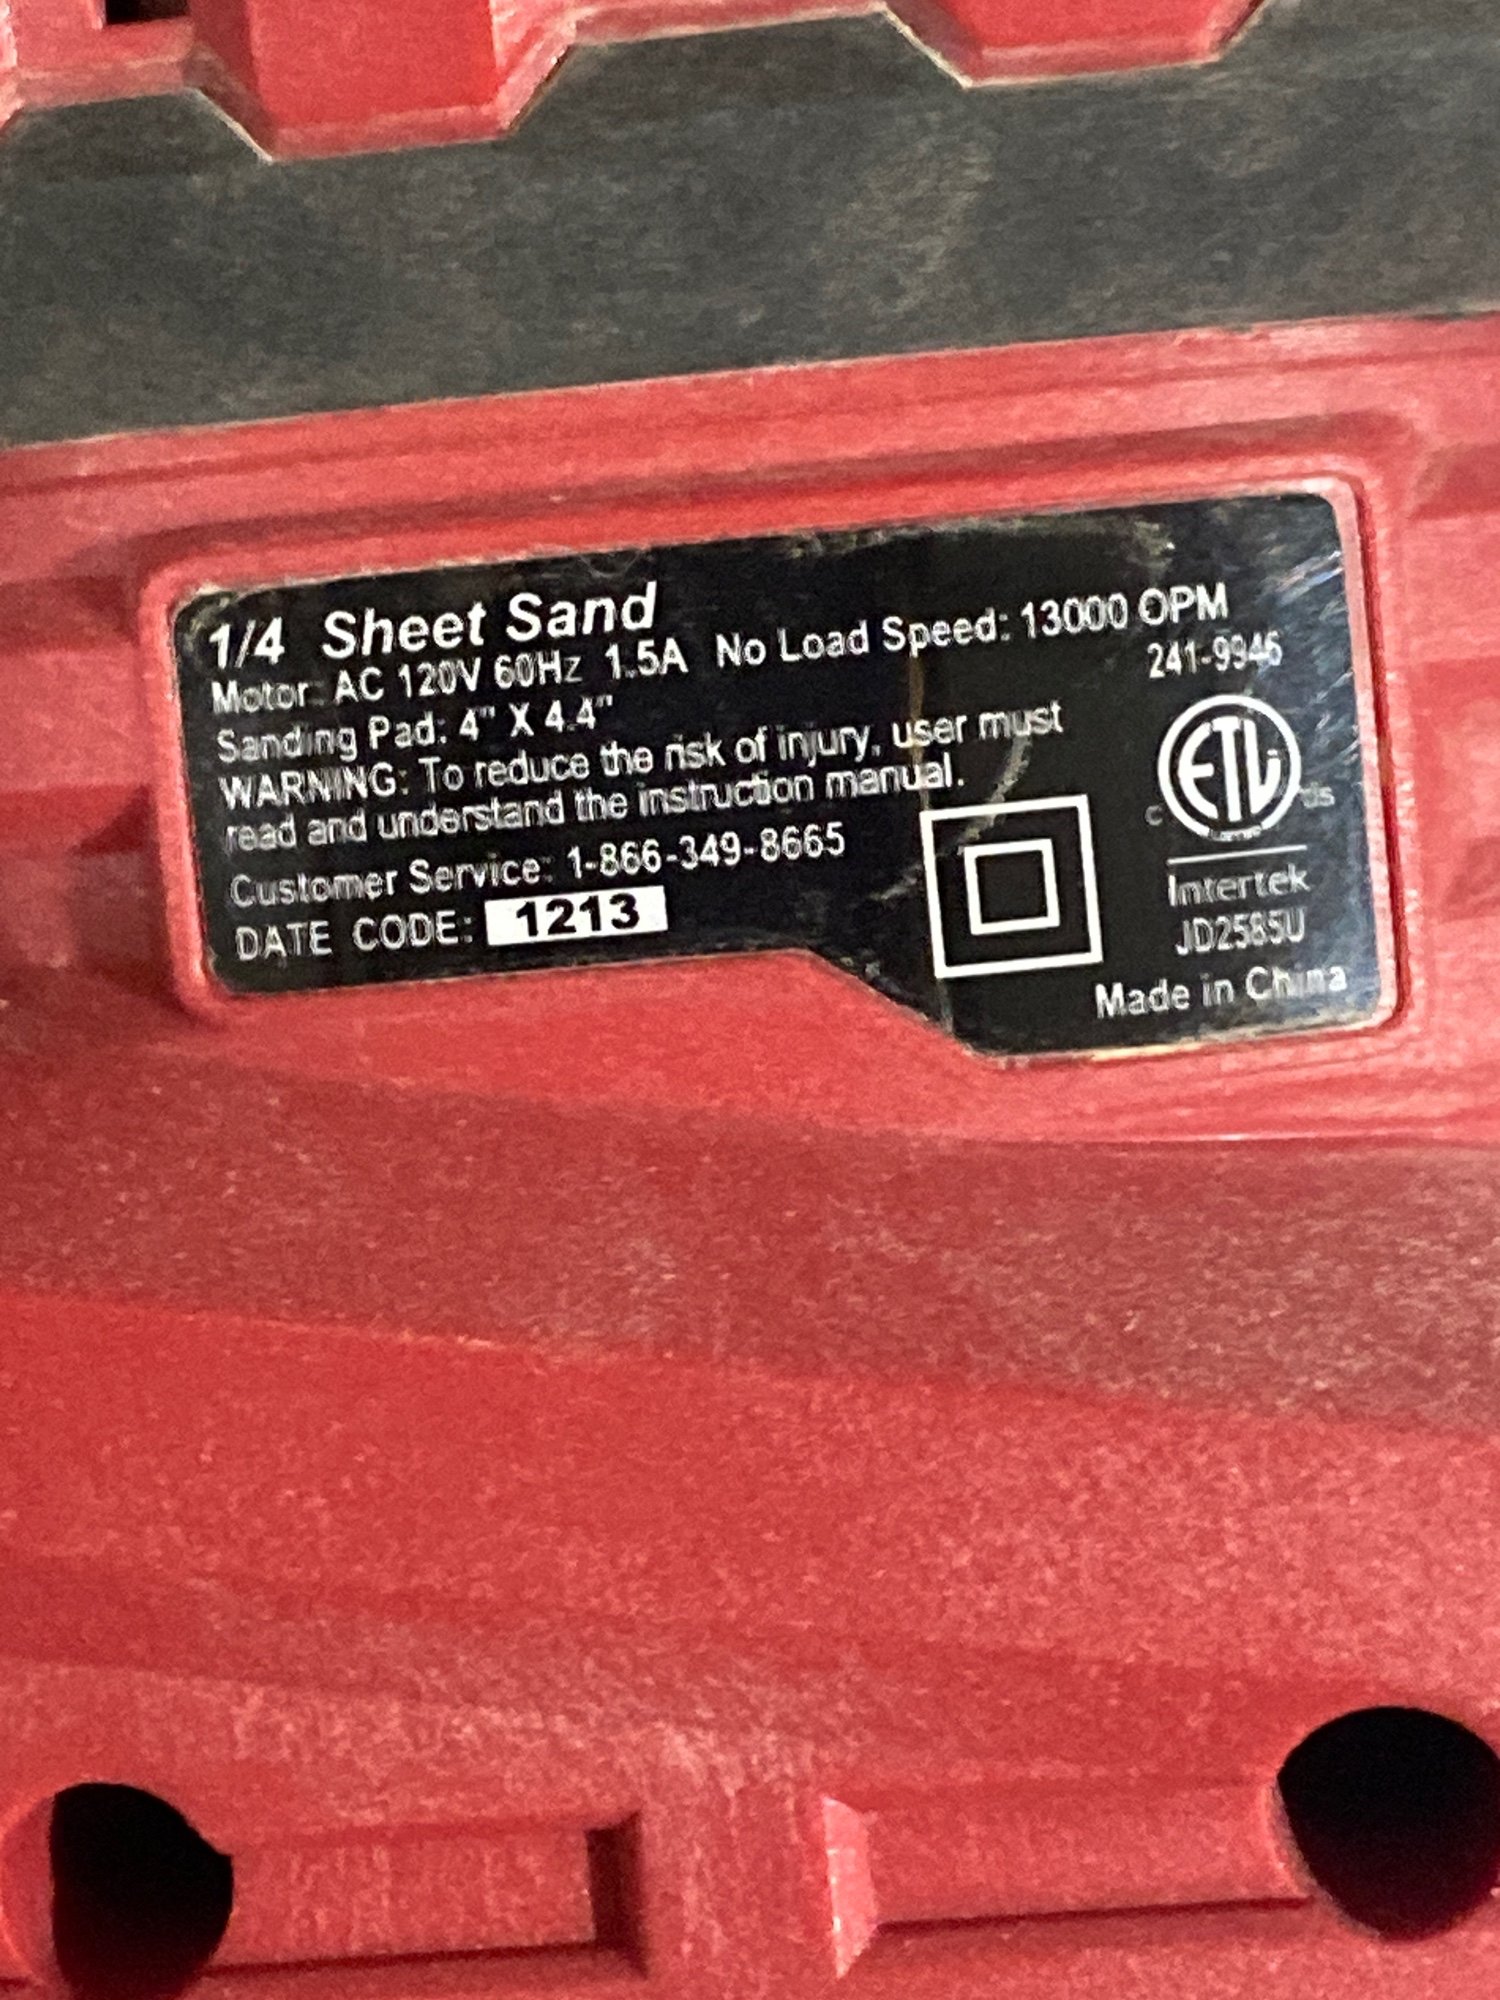 1/4 Sheet Sand
Motor: AC 120V 60Hz 1.5A No Load Speed: 13000 OPM
241-9946
Sanding Pad: 4" X 4.4"
WARNING: To reduce the risk of injury, user must
read and understand the instruction manual.
Customer Service: 1-866-349-8665
DATE CODE: 1213
ETL
c us
Intertek
JD2585U
Made in China